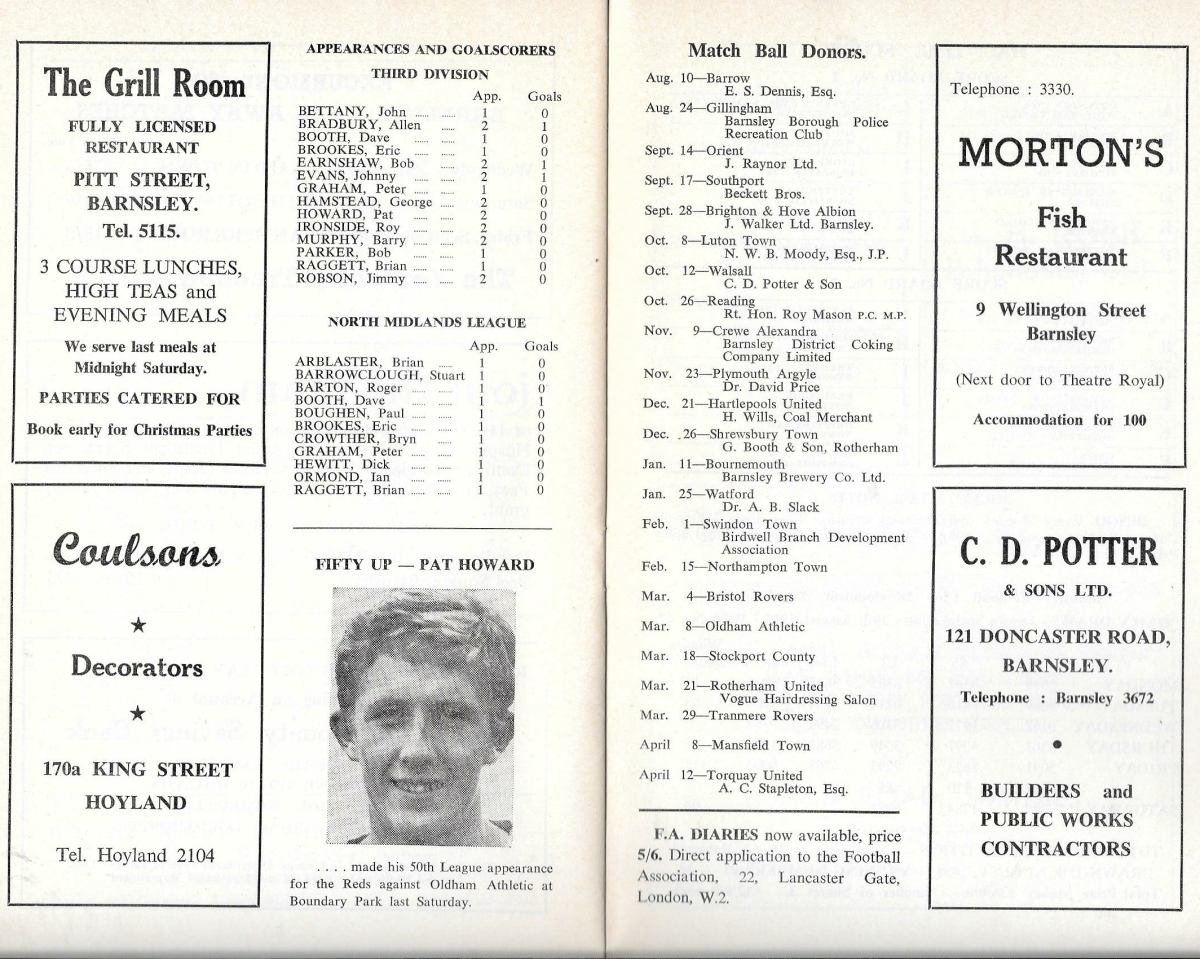 The Grill Room
FULLY LICENSED
RESTAURANT
PITT STREET,
BARNSLEY.
Tel. 5115.
3 COURSE LUNCHES,
HIGH TEAS and
EVENING MEALS
We serve last meals at
Midnight Saturday.
PARTIES CATERED FOR
Book early for Christmas Parties
Coulsons
★
Decorators
★
170a KING STREET
HOYLAND
Tel. Hoyland 2104
APPEARANCES AND GOALSCORERS
THIRD DIVISION
App. Goals
BETTANY, John ...... ...... 1 0
BRADBURY, Allen ...... 2 1
BOOTH, Dave ...... 1 0
BROOKES, Eric ...... 1 0
EARNSHAW, Bob ...... 2 1
EVANS, Johnny ...... 2 1
GRAHAM, Peter ...... ...... 1 0
HAMSTEAD, George ...... 2 0
HOWARD, Pat ...... 2 0
IRONSIDE, Roy ...... 2 0
MURPHY, Barry ...... 2 0
PARKER, Bob ...... 1 0
RAGGETT, Brian ...... 1 0
ROBSON, Jimmy ...... 2 0
NORTH MIDLANDS LEAGUE
App. Goals
ARBLASTER, Brian ...... 1 0
BARROWCLOUGH, Stuart 1 0
BARTON, Roger ...... ...... 1 0
BOOTH, Dave ...... ...... 1 1
BOUGHEN, Paul ...... ...... 1 0
BROOKES, Eric ...... ...... 1 0
CROWTHER, Bryn ...... 1 0
GRAHAM, Peter ...... ...... 1 0
HEWITT, Dick ...... ...... 1 0
ORMOND, Ian ...... ...... 1 0
RAGGETT, Brian ...... ...... 1 0
FIFTY UP — PAT HOWARD
. . . . made his 50th League appearance
for the Reds against Oldham Athletic at
Boundary Park last Saturday.
Match Ball Donors.
Aug. 10—Barrow
E. S. Dennis, Esq.
Aug. 24—Gillingham
Barnsley Borough Police
Recreation Club
Sept. 14—Orient
J. Raynor Ltd.
Sept. 17—Southport
Beckett Bros.
Sept. 28—Brighton & Hove Albion
J. Walker Ltd. Barnsley.
Oct. 8—Luton Town
N. W. B. Moody, Esq., J.P.
Oct. 12—Walsall
C. D. Potter & Son
Oct. 26—Reading
Rt. Hon. Roy Mason P.C. M.P.
Nov. 9—Crewe Alexandra
Barnsley District Coking
Company Limited
Nov. 23—Plymouth Argyle
Dr. David Price
Dec. 21—Hartlepools United
H. Wills, Coal Merchant
Dec. 26—Shrewsbury Town
G. Booth & Son, Rotherham
Jan. 11—Bournemouth
Barnsley Brewery Co. Ltd.
Jan. 25—Watford
Dr. A. B. Slack
Feb. 1—Swindon Town
Birdwell Branch Development
Association
Feb. 15—Northampton Town
Mar. 4—Bristol Rovers
Mar. 8—Oldham Athletic
Mar. 18—Stockport County
Mar. 21—Rotherham United
Vogue Hairdressing Salon
Mar. 29—Tranmere Rovers
April 8—Mansfield Town
April 12—Torquay United
A. C. Stapleton, Esq.
F.A. DIARIES now available, price
5/6. Direct application to the Football
Association, 22, Lancaster Gate,
London, W.2.
Telephone : 3330.
MORTON'S
Fish
Restaurant
9 Wellington Street
Barnsley
(Next door to Theatre Royal)
Accommodation for 100
C. D. POTTER
& SONS LTD.
121 DONCASTER ROAD,
BARNSLEY.
Telephone : Barnsley 3672
●
BUILDERS and
PUBLIC WORKS
CONTRACTORS